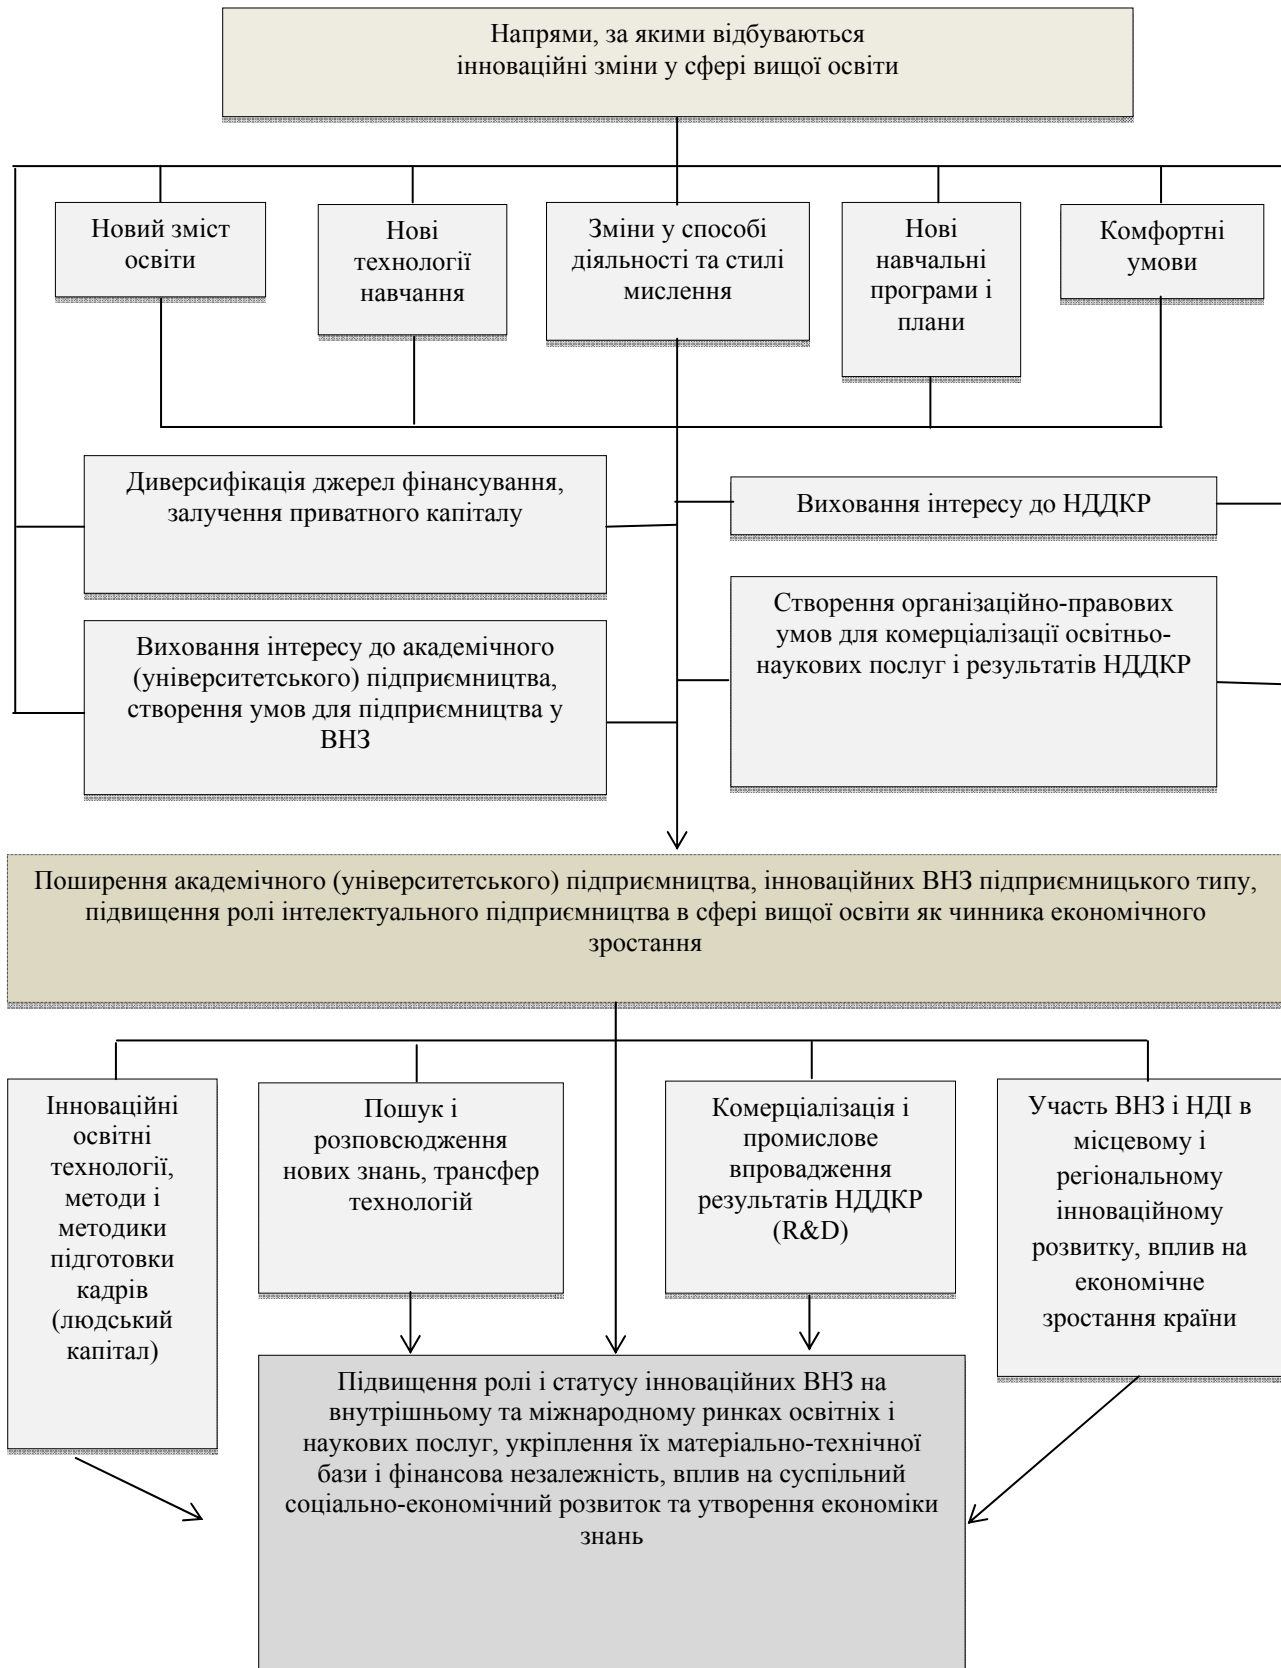 Напрями, за якими відбуваються
інноваційні зміни у сфері вищої освіти
Новий зміст
освіти
Нові
технології
навчання
Зміни у способі
діяльності та стилі
мислення
Нові
навчальні
програми і
плани
Комфортні
умови
Диверсифікація джерел фінансування,
залучення приватного капіталу
Виховання інтересу до НДДКР
Виховання інтересу до академічного
(університетського) підприємництва,
створення умов для підприємництва у
ВНЗ
Створення організаційно-правових
умов для комерціалізації освітньо-
наукових послуг і результатів НДДКР
Поширення академічного (університетського) підприємництва, інноваційних ВНЗ підприємницького типу,
підвищення ролі інтелектуального підприємництва в сфері вищої освіти як чинника економічного
зростання
Інноваційні
освітні
технології,
методи і
методики
підготовки
кадрів
(людський
капітал)
Пошук і
розповсюдження
нових знань, трансфер
технологій
Комерціалізація і
промислове
впровадження
результатів НДДКР
(R&D)
Участь ВНЗ і НДІ в
місцевому і
регіональному
інноваційному
розвитку, вплив на
економічне
зростання країни
Підвищення ролі і статусу інноваційних ВНЗ на
внутрішньому та міжнародному ринках освітніх і
наукових послуг, укріплення їх матеріально-технічної
бази і фінансова незалежність, вплив на суспільний
соціально-економічний розвиток та утворення економіки
знань